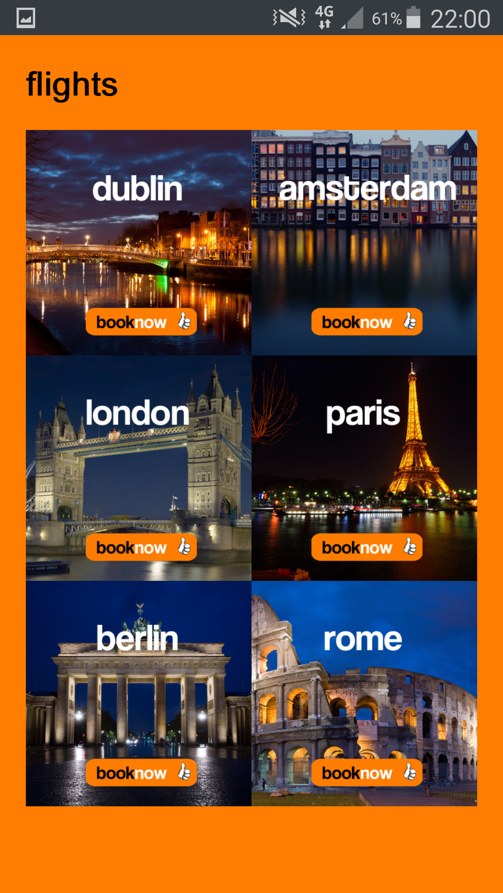 4G 61% 22:00
flights
dublin
amsterdam
booknow
booknow
london
paris
booknow
booknow
berlin
rome
booknow
booknow